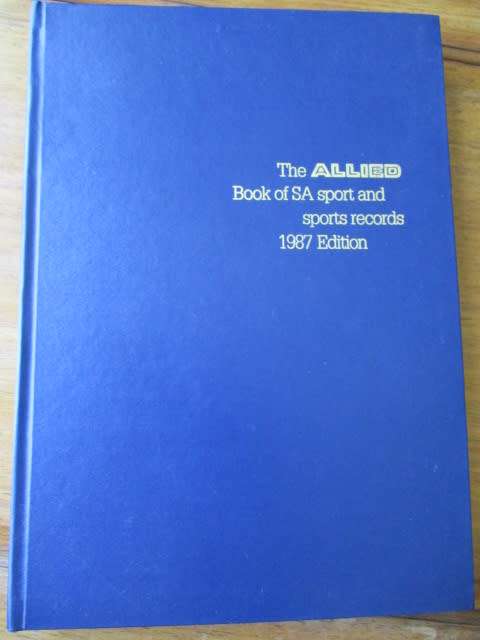 The ALLIED
Book of SA sport and
sports records
1987 Edition